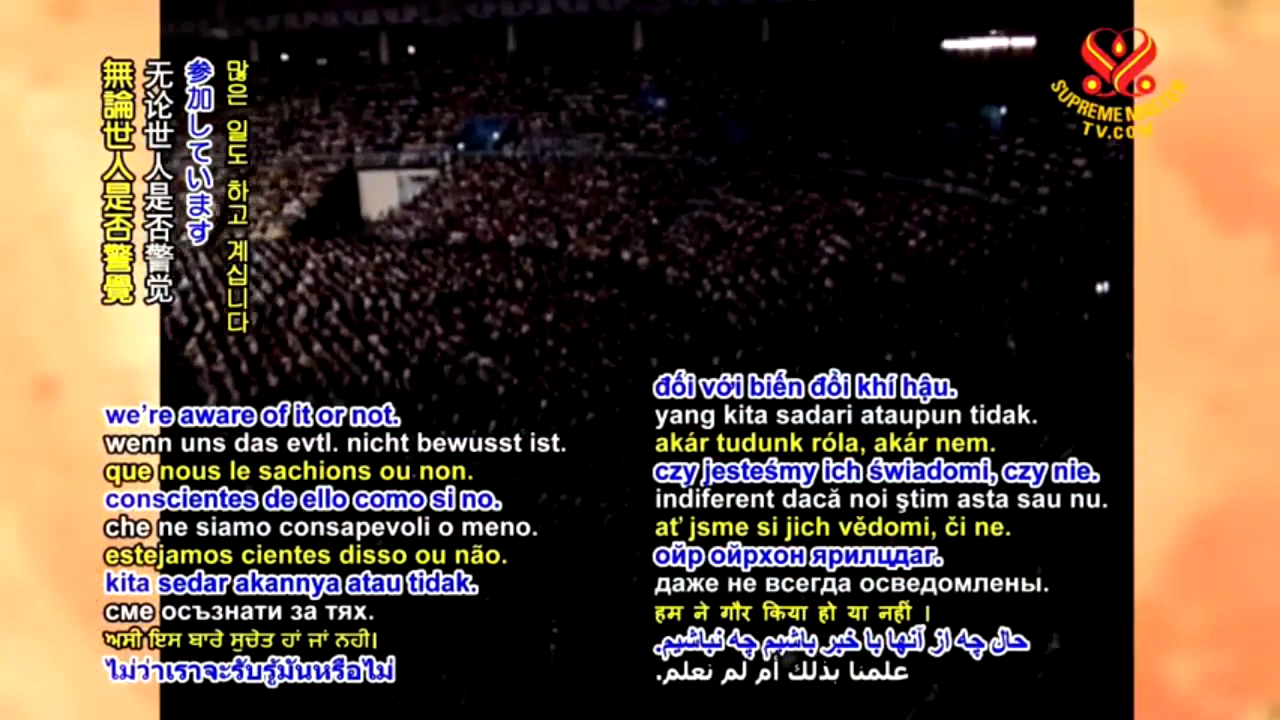 無論世人是否警覺
无论世人是否警觉
参加しています
많은 일도 하고 계십니다
SUPREME MASTER
TV.COM
we're aware of it or not.
wenn uns das evtl. nicht bewusst ist.
que nous le sachions ou non.
conscientes de ello como si no.
che ne siamo consapevoli o meno.
estejamos cientes disso ou não.
kita sedar akannya atau tidak.
сме осъзнати за тях.
ਅਸੀ ਇਸ ਬਾਰੇ ਸੁਚੇਤ ਹਾਂ ਜਾਂ ਨਹੀ।
ไม่ว่าเราจะรับรู้มันหรือไม่
đối với biến đổi khí hậu.
yang kita sadari ataupun tidak.
akár tudunk róla, akár nem.
czy jesteśmy ich świadomi, czy nie.
indiferent dacă noi ştim asta sau nu.
ať jsme si jich vědomi, či ne.
ойр ойрхон ярилцдаг.
даже не всегда осведомлены.
हम ने गौर किया हो या नहीं ।
حال چه از آنها با خبر باشیم چه نباشیم.
علمنا بذلك أم لم نعلم.